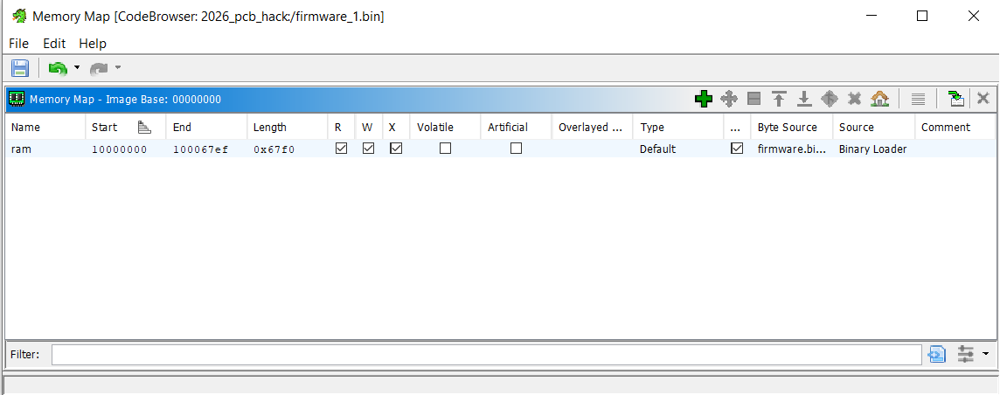 Memory Map [CodeBrowser: 2026_pcb_hack:/firmware_1.bin]
File Edit Help
Memory Map - Image Base: 00000000
Name Start End Length R W X Volatile Artificial Overlayed ... Type ... Byte Source Source Comment
ram 10000000 100067ef 0x67f0 Default firmware.bi... Binary Loader
Filter: